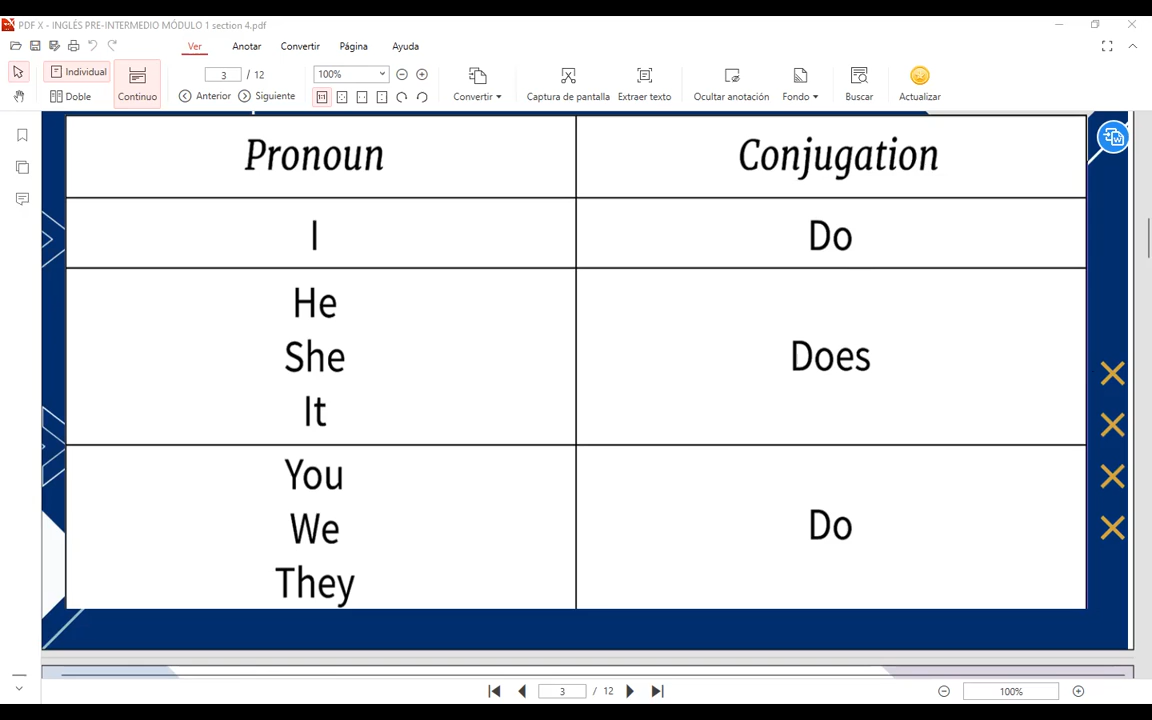 PDF X - INGLÉS PRE-INTERMEDIO MÓDULO 1 section 4.pdf
Ver Anotar Convertir Página Ayuda
Individual 3 / 12 100%
Doble Continuo Anterior Siguiente Convertir Captura de pantalla Extraer texto Ocultar anotación Fondo Buscar Actualizar
Pronoun Conjugation
I Do
He
She Does
It
You
We Do
They
3 / 12 100%